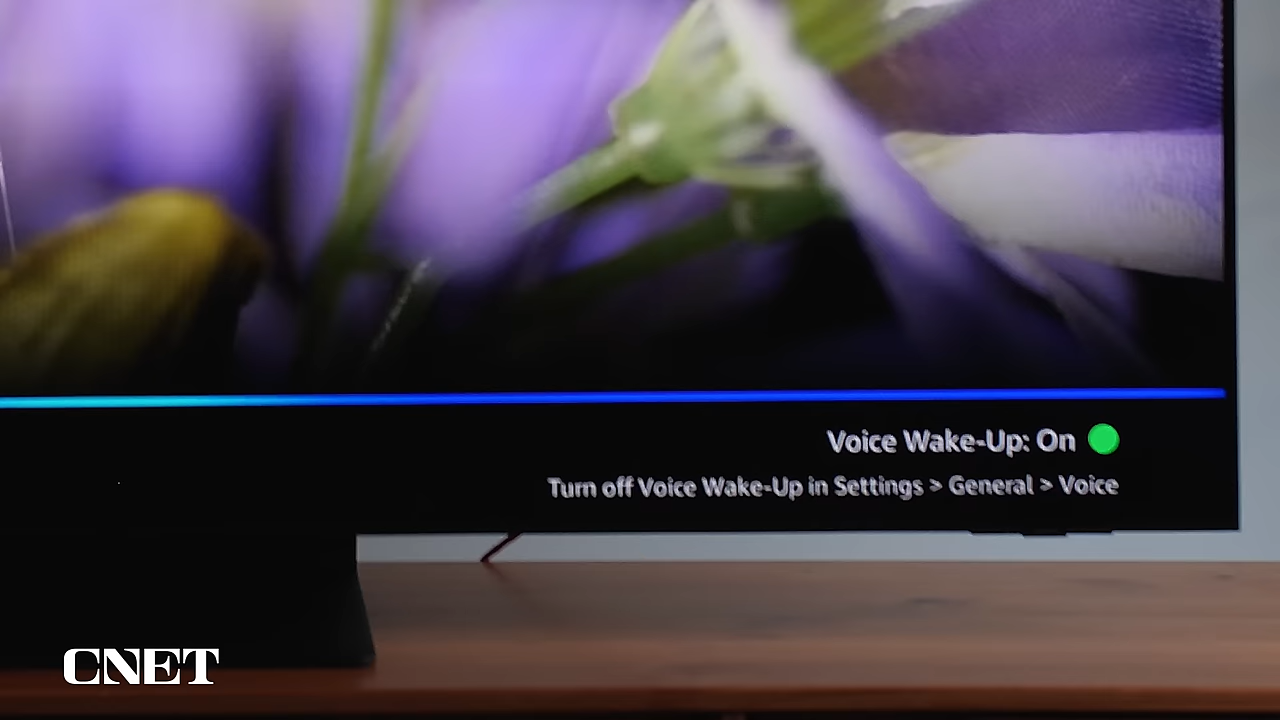 Voice Wake-Up: On
Turn off Voice Wake-Up in Settings > General > Voice
CNET